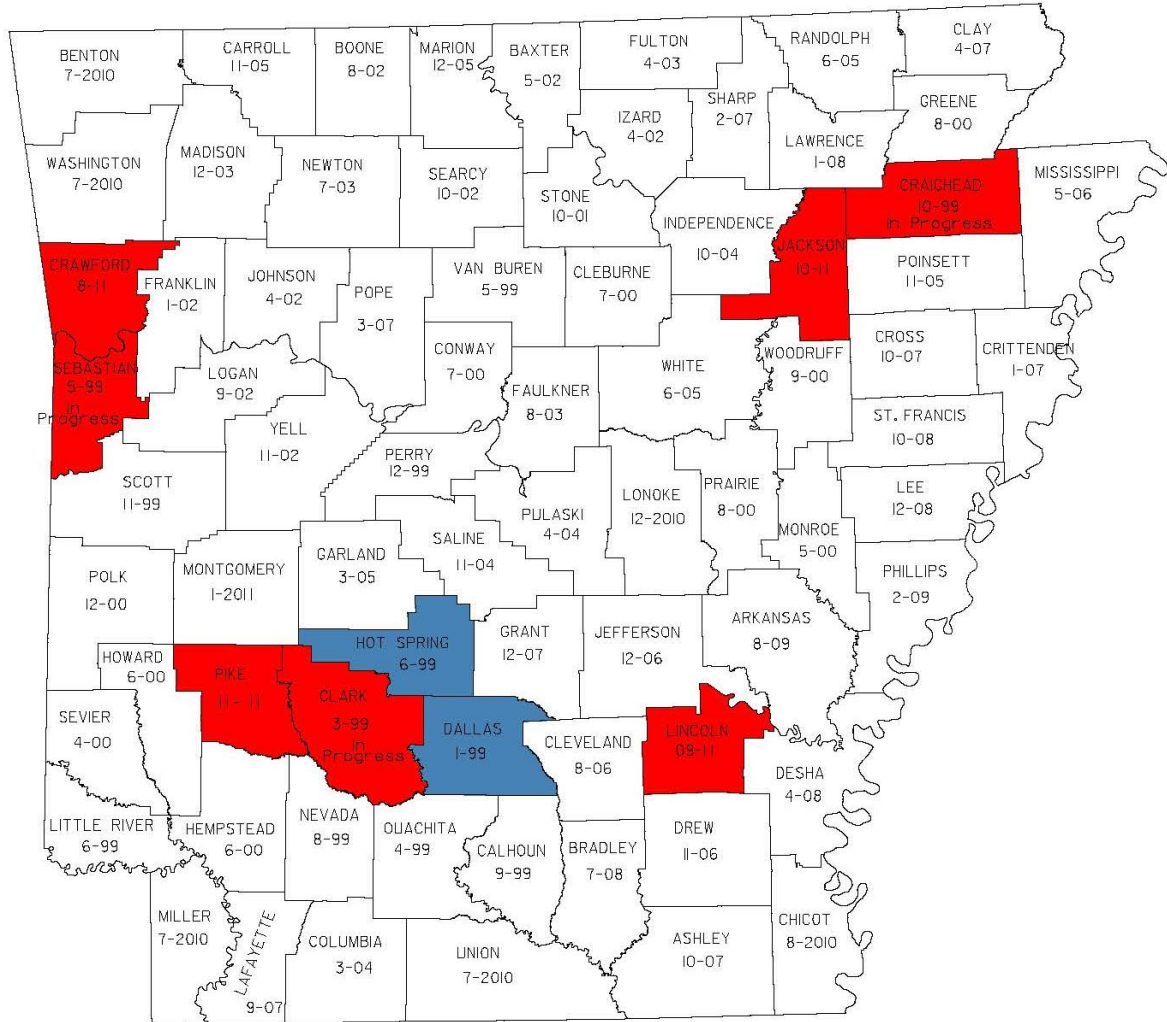 BENTON
7-2010
CARROLL
11-05
BOONE
8-02
MARION
12-05
BAXTER
5-02
FULTON
4-03
RANDOLPH
6-05
CLAY
4-07
SHARP
2-07
IZARD
4-02
GREENE
8-00
LAWRENCE
1-08
WASHINGTON
7-2010
MADISON
12-03
NEWTON
7-03
SEARCY
10-02
STONE
10-01
INDEPENDENCE
10-04
JACKSON
10-11
CRAIGHEAD
10-99
In Progress
MISSISSIPPI
5-06
CRAWFORD
8-11
FRANKLIN
1-02
JOHNSON
4-02
POPE
3-07
VAN BUREN
5-99
CLEBURNE
7-00
POINSETT
11-05
SEBASTIAN
5-99
In
Progress
LOGAN
9-02
CONWAY
7-00
FAULKNER
8-03
WHITE
6-05
WOODRUFF
9-00
CROSS
10-07
CRITTENDEN
1-07
ST. FRANCIS
10-08
YELL
11-02
PERRY
12-99
SCOTT
11-99
PULASKI
4-04
LONOKE
12-2010
PRAIRIE
8-00
MONROE
5-00
LEE
12-08
POLK
12-00
MONTGOMERY
1-2011
GARLAND
3-05
SALINE
11-04
PHILLIPS
2-09
HOT SPRING
6-99
GRANT
12-07
JEFFERSON
12-06
ARKANSAS
8-09
HOWARD
6-00
PIKE
11-11
CLARK
3-99
In
Progress
DALLAS
1-99
CLEVELAND
8-06
LINCOLN
09-11
SEVIER
4-00
DESHA
4-08
LITTLE RIVER
6-99
HEMPSTEAD
6-00
NEVADA
8-99
OUACHITA
4-99
CALHOUN
9-99
BRADLEY
7-08
DREW
11-06
MILLER
7-2010
LAFAYETTE
9-07
COLUMBIA
3-04
UNION
7-2010
ASHLEY
10-07
CHICOT
8-2010